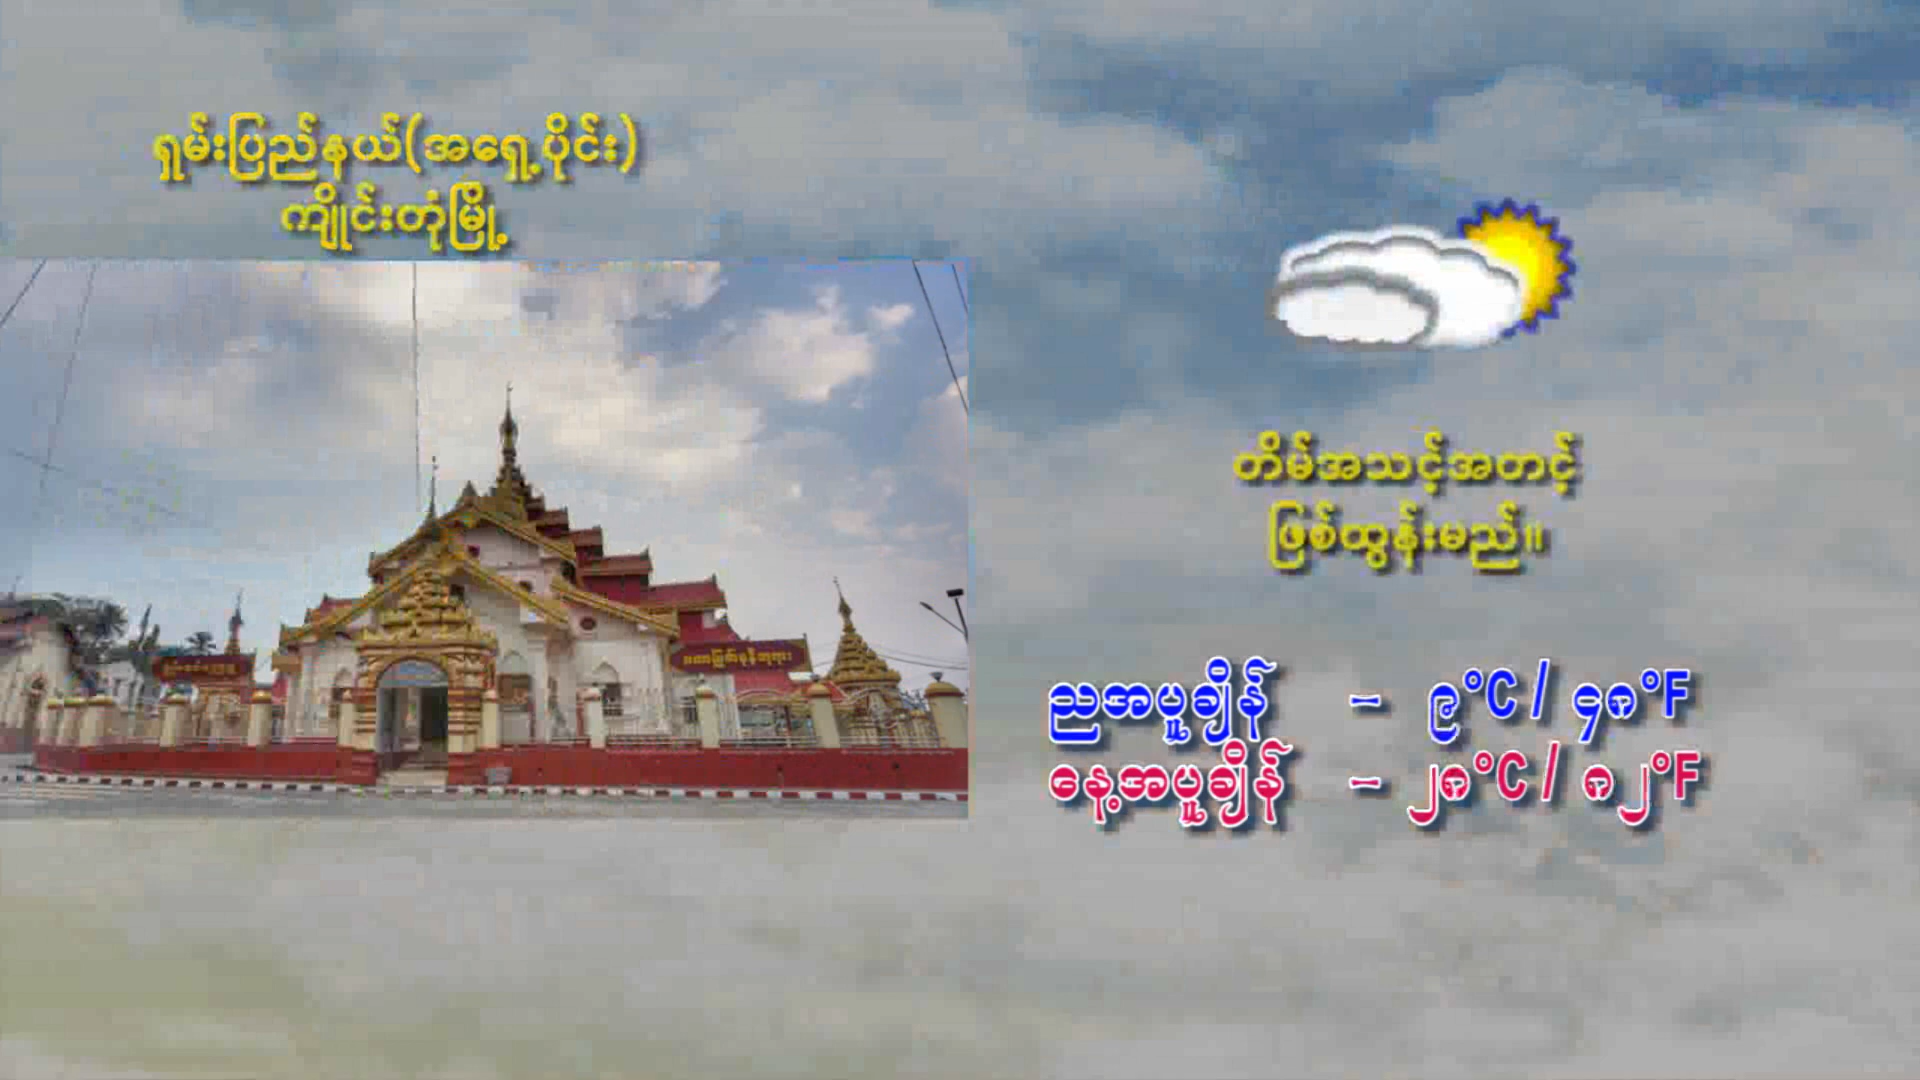 ရှမ်းပြည်နယ်(အရှေ့ပိုင်း)
ကျိုင်းတုံမြို့
တိမ်အသင့်အတင့်
ဖြစ်ထွန်းမည်။
ညအပူချိန် - ၉°C / ၄၈°F
နေ့အပူချိန် - ၂၈°C / ၈၂°F